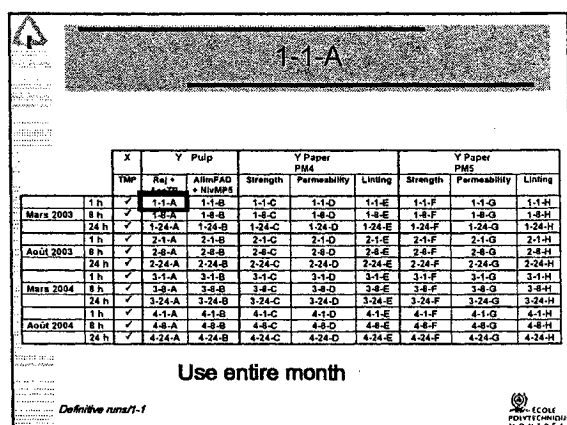 1-1-A
X Y Pulp Y Paper PM4 Y Paper PM5
TMP Rej + AccTP AlimFAD + NivMP5 Strength Permeability Linting Strength Permeability Linting
Mars 2003 1 h ✓ 1-1-A 1-1-B 1-1-C 1-1-D 1-1-E 1-1-F 1-1-G 1-1-H
8 h ✓ 1-8-A 1-8-B 1-8-C 1-8-D 1-8-E 1-8-F 1-8-G 1-8-H
24 h ✓ 1-24-A 1-24-B 1-24-C 1-24-D 1-24-E 1-24-F 1-24-G 1-24-H
Août 2003 1 h ✓ 2-1-A 2-1-B 2-1-C 2-1-D 2-1-E 2-1-F 2-1-G 2-1-H
8 h ✓ 2-8-A 2-8-B 2-8-C 2-8-D 2-8-E 2-8-F 2-8-G 2-8-H
24 h ✓ 2-24-A 2-24-B 2-24-C 2-24-D 2-24-E 2-24-F 2-24-G 2-24-H
Mars 2004 1 h ✓ 3-1-A 3-1-B 3-1-C 3-1-D 3-1-E 3-1-F 3-1-G 3-1-H
8 h ✓ 3-8-A 3-8-B 3-8-C 3-8-D 3-8-E 3-8-F 3-8-G 3-8-H
24 h ✓ 3-24-A 3-24-B 3-24-C 3-24-D 3-24-E 3-24-F 3-24-G 3-24-H
Août 2004 1 h ✓ 4-1-A 4-1-B 4-1-C 4-1-D 4-1-E 4-1-F 4-1-G 4-1-H
8 h ✓ 4-8-A 4-8-B 4-8-C 4-8-D 4-8-E 4-8-F 4-8-G 4-8-H
24 h ✓ 4-24-A 4-24-B 4-24-C 4-24-D 4-24-E 4-24-F 4-24-G 4-24-H
Use entire month
Definitive runs/1-1
ÉCOLE
POLYTECHNIQUE